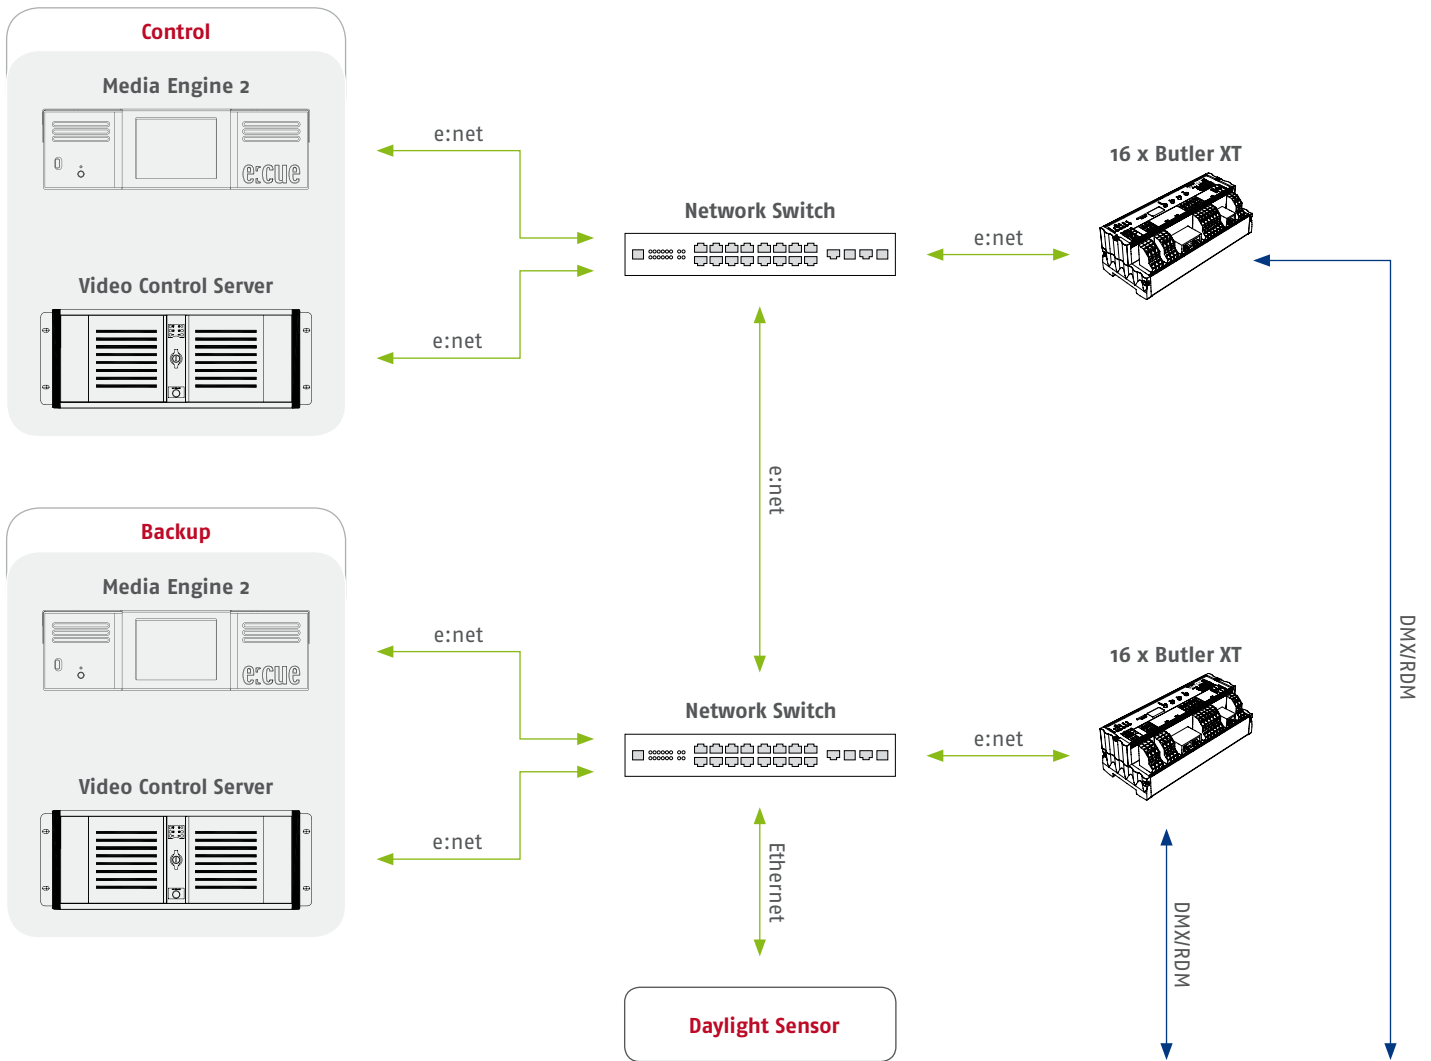 Control
Media Engine 2
e:cue
Video Control Server
e:net
e:net
Network Switch
e:net
16 x Butler XT
e:net
DMX/RDM
Backup
Media Engine 2
e:cue
Video Control Server
e:net
e:net
Network Switch
e:net
16 x Butler XT
Ethernet
DMX/RDM
Daylight Sensor